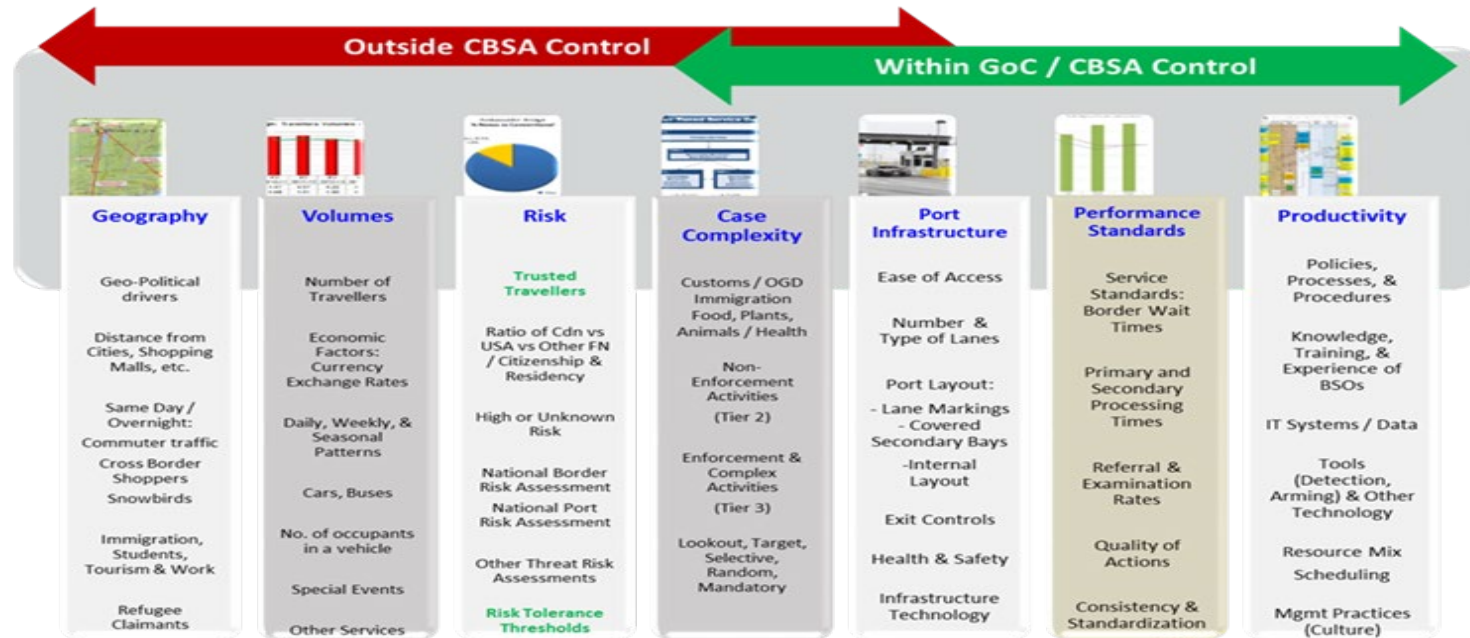 Outside CBSA Control
Within GoC / CBSA Control
Geography
Geo-Political
drivers
Distance from
Cities, Shopping
Malls, etc.
Same Day /
Overnight:
Commuter traffic
Cross Border
Shoppers
Snowbirds
Immigration,
Students,
Tourism & Work
Refugee
Claimants
Volumes
Number of
Travellers
Economic
Factors:
Currency
Exchange Rates
Daily, Weekly, &
Seasonal
Patterns
Cars, Buses
No. of occupants
in a vehicle
Special Events
Other Services
Risk
Trusted
Travellers
Ratio of Cdn vs
USA vs Other FN
/ Citizenship &
Residency
High or Unknown
Risk
National Border
Risk Assessment
National Port
Risk Assessment
Other Threat Risk
Assessments
Risk Tolerance
Thresholds
Case
Complexity
Customs / OGD
Immigration
Food, Plants,
Animals / Health
Non-
Enforcement
Activities
(Tier 2)
Enforcement &
Complex
Activities
(Tier 3)
Lookout, Target,
Selective,
Random,
Mandatory
Port
Infrastructure
Ease of Access
Number &
Type of Lanes
Port Layout:
- Lane Markings
- Covered
Secondary Bays
-Internal
Layout
Exit Controls
Health & Safety
Infrastructure
Technology
Performance
Standards
Service
Standards:
Border Wait
Times
Primary and
Secondary
Processing
Times
Referral &
Examination
Rates
Quality of
Actions
Consistency &
Standardization
Productivity
Policies,
Processes, &
Procedures
Knowledge,
Training, &
Experience of
BSOs
IT Systems / Data
Tools
(Detection,
Arming) & Other
Technology
Resource Mix
Scheduling
Mgmt Practices
(Culture)